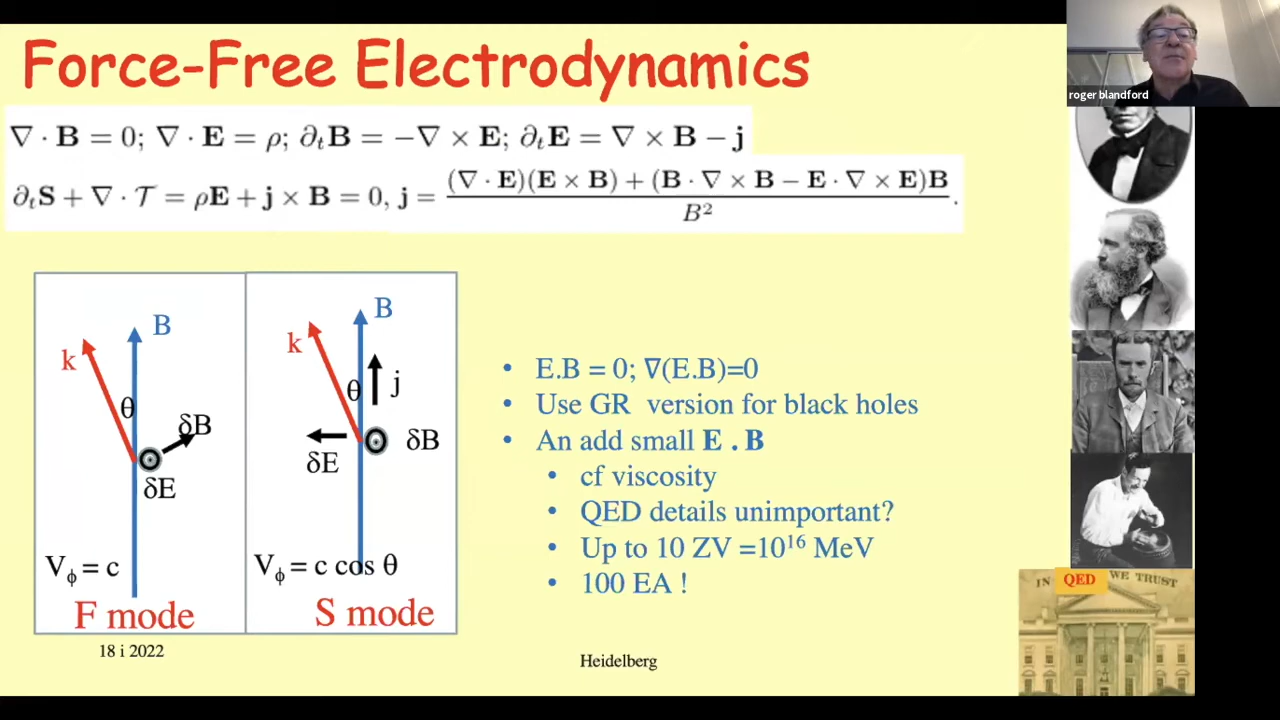 Force-Free Electrodynamics
roger blandford
∇ · B = 0; ∇ · E = ρ; ∂ₜB = −∇ × E; ∂ₜE = ∇ × B − j
∂ₜS + ∇ · 𝒯 = ρE + j × B = 0, j = (∇ · E)(E × B) + (B · ∇ × B − E · ∇ × E)B / B² .
B
k
θ
δB
δE
V_ϕ = c
F mode
B
k
θ
j
δB
δE
V_ϕ = c cos θ
S mode
• E.B = 0; ∇(E.B)=0
• Use GR version for black holes
• An add small E . B
• cf viscosity
• QED details unimportant?
• Up to 10 ZV =10¹⁶ MeV
• 100 EA !
IN QED WE TRUST
18 i 2022
Heidelberg